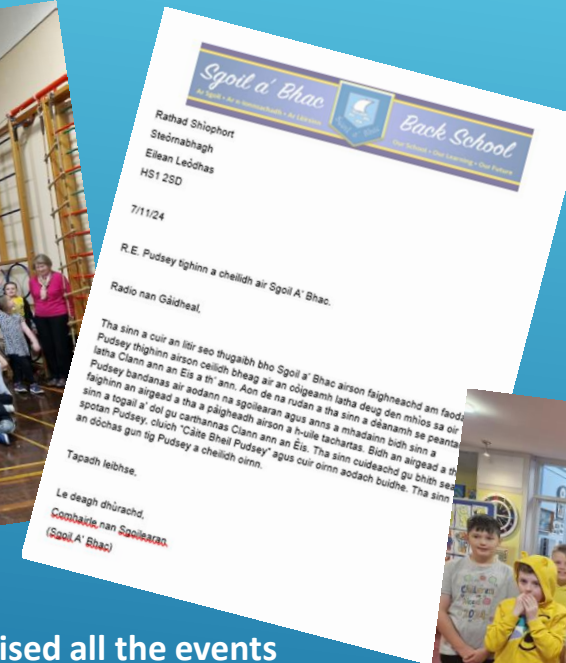 Sgoil a' Bhac
Ar Sgoil • Ar n-Ionnsachadh • Ar
Back School
Our School • Our Learning • Our Future
Rathad Shìophort
Steòrnabhagh
Eilean Leòdhas
HS1 2SD
7/11/24
R.E. Pudsey tighinn a cheilidh air Sgoil A' Bhac.
Radio nan Gàidheal,
Tha sinn a cuir an litir seo thugaibh bho Sgoil a' Bhac airson faighneachd am faoda
Pudsey thighinn airson ceilidh bheag air an còigeamh latha deug den mhìos sa oir
latha Clann ann an Èis a th' ann. Aon de na rudan a tha sinn a dèanamh se peanta
Pudsey bandanas air aodann na sgoilearan agus anns a mhadainn bidh sinn a
faighinn an airgead a tha a pàigheadh airson a h-uile tachartas. Bidh an airgead a th
sinn a togail a' dol gu carthannas Clann ann an Èis. Tha sinn cuideachd gu bhith sea
spotan Pudsey, cluich "Càite Bheil Pudsey" agus cuir oirnn aodach buidhe. Tha sinn
an dòchas gun tig Pudsey a cheilidh oirnn.
Tapadh leibhse,
Le deagh dhùrachd,
Comhairle nan Sgoilearan
(Sgoil A' Bhac)
ised all the events